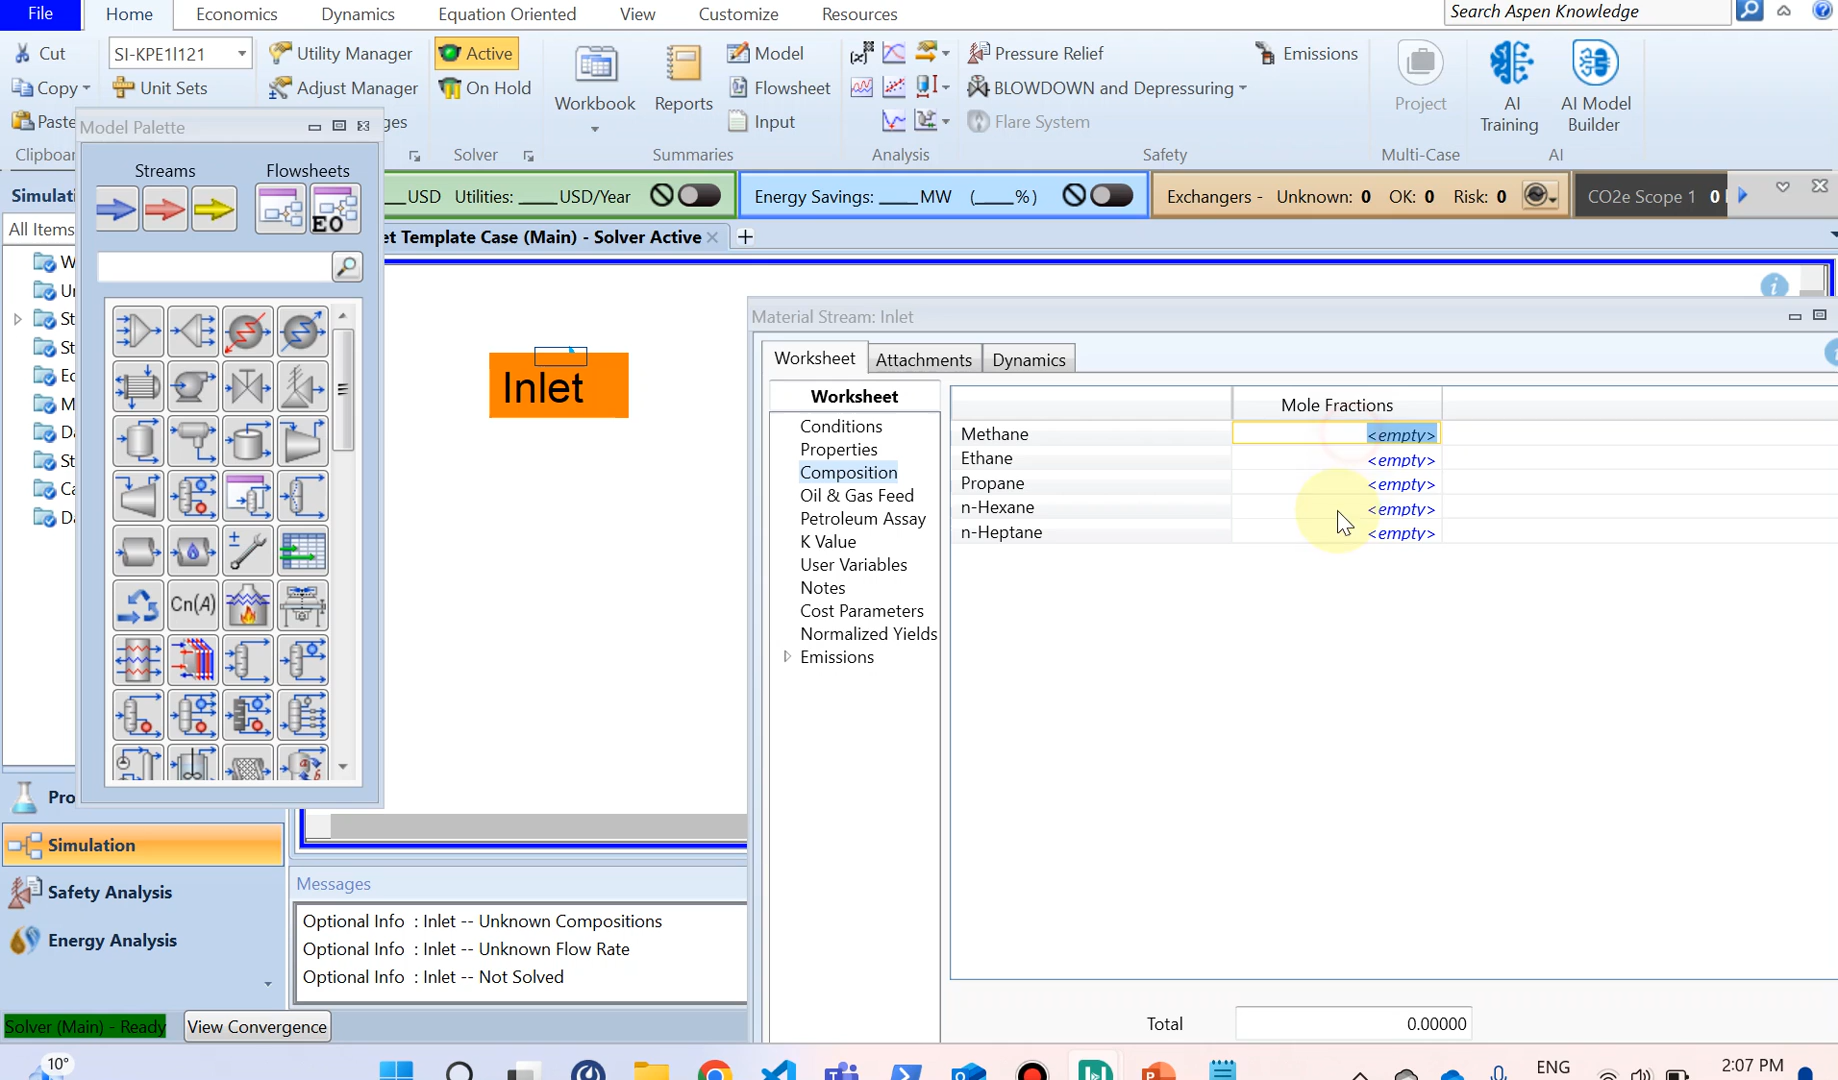 File Home Economics Dynamics Equation Oriented View Customize Resources Search Aspen Knowledge
Cut SI-KPE1l121 Utility Manager Active Model Pressure Relief Emissions
Copy Unit Sets Adjust Manager On Hold Workbook Reports Flowsheet BLOWDOWN and Depressuring Project AI Training AI Model Builder
Paste Input Flare System
Solver Summaries Analysis Safety Multi-Case AI
Model Palette
Streams Flowsheets
EO
Cn(A)
USD Utilities: ____ USD/Year Energy Savings: ____ MW (____%) Exchangers - Unknown: 0 OK: 0 Risk: 0 CO2e Scope 1 0
All Items
et Template Case (Main) - Solver Active +
Inlet
Material Stream: Inlet
Worksheet Attachments Dynamics
Worksheet
Conditions
Properties
Composition
Oil & Gas Feed
Petroleum Assay
K Value
User Variables
Notes
Cost Parameters
Normalized Yields
Emissions
Mole Fractions
Methane <empty>
Ethane <empty>
Propane <empty>
n-Hexane <empty>
n-Heptane <empty>
Total 0.00000
Simulation
Safety Analysis
Energy Analysis
Messages
Optional Info : Inlet -- Unknown Compositions
Optional Info : Inlet -- Unknown Flow Rate
Optional Info : Inlet -- Not Solved
Solver (Main) - Ready View Convergence
10° ENG 2:07 PM